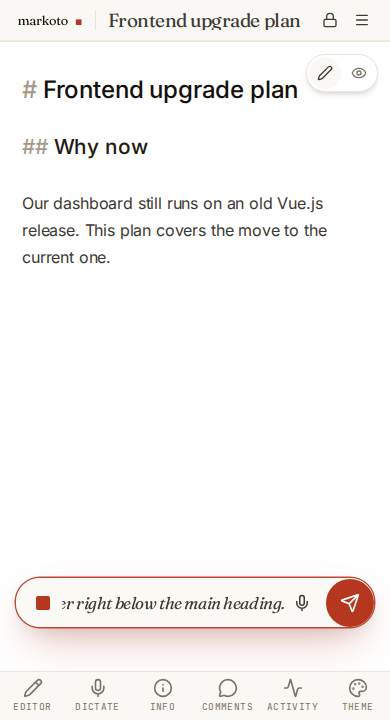 markoto
Frontend upgrade plan
# Frontend upgrade plan
## Why now
Our dashboard still runs on an old Vue.js
release. This plan covers the move to the
current one.
right below the main heading.
EDITOR DICTATE INFO COMMENTS ACTIVITY THEME